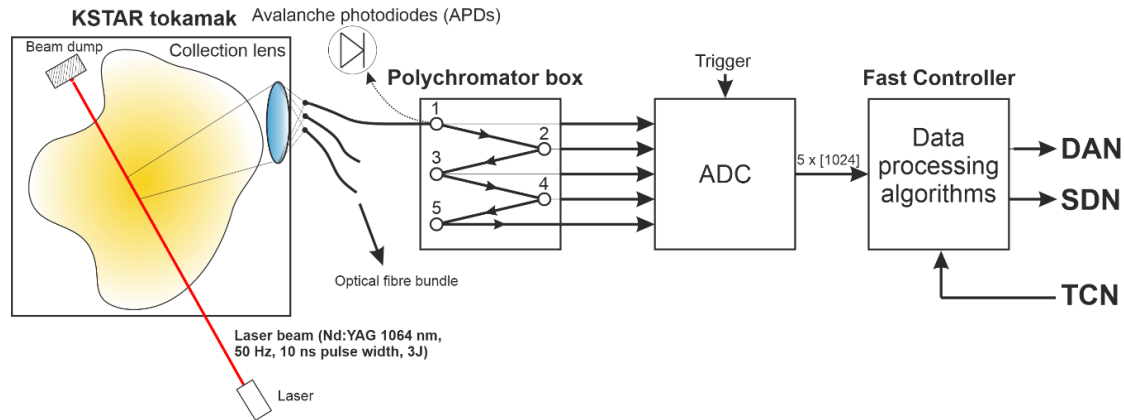 KSTAR tokamak
Avalanche photodiodes (APDs)
Beam dump
Collection lens
Polychromator box
Trigger
Fast Controller
1
2
3
4
5
ADC
5 x [1024]
Data
processing
algorithms
DAN
SDN
TCN
Optical fibre bundle
Laser beam (Nd:YAG 1064 nm,
50 Hz, 10 ns pulse width, 3J)
Laser